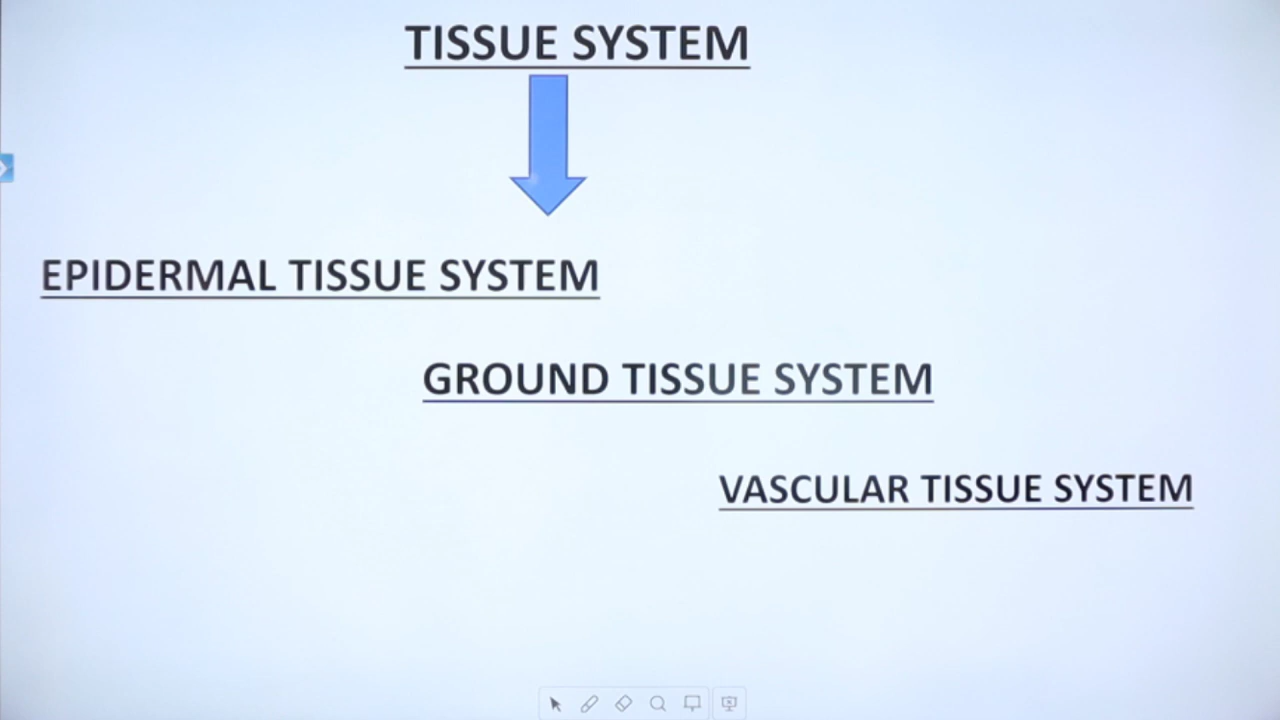 TISSUE SYSTEM
EPIDERMAL TISSUE SYSTEM
GROUND TISSUE SYSTEM
VASCULAR TISSUE SYSTEM